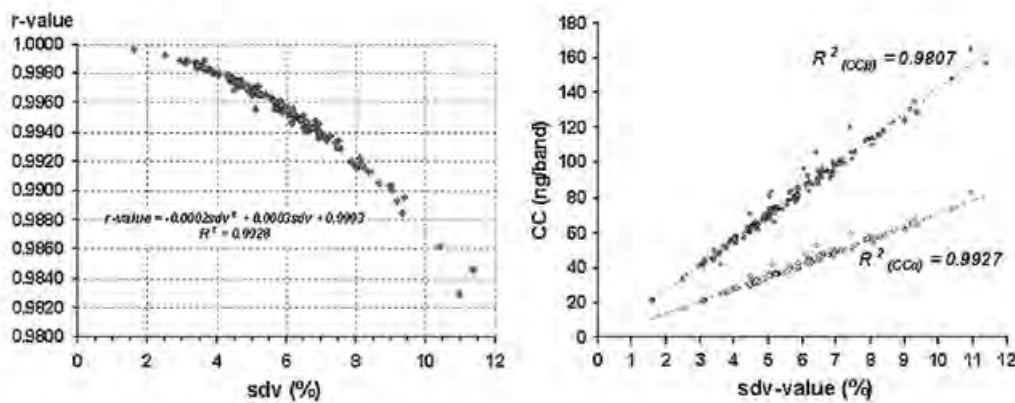 r-value
1.0000
0.9980
0.9960
0.9940
0.9920
0.9900
0.9880
0.9860
0.9840
0.9820
0.9800
r-value = -0.0002sdv² + 0.0003sdv + 0.9993
R² = 0.9928
0 2 4 6 8 10 12
sdv (%)
180
160
140
120
100
80
60
40
20
0
CC (ng/band)
R² (CCβ) = 0.9807
R² (CCα) = 0.9927
0 1 2 3 4 5 6 7 8 9 10 11 12
sdv-value (%)